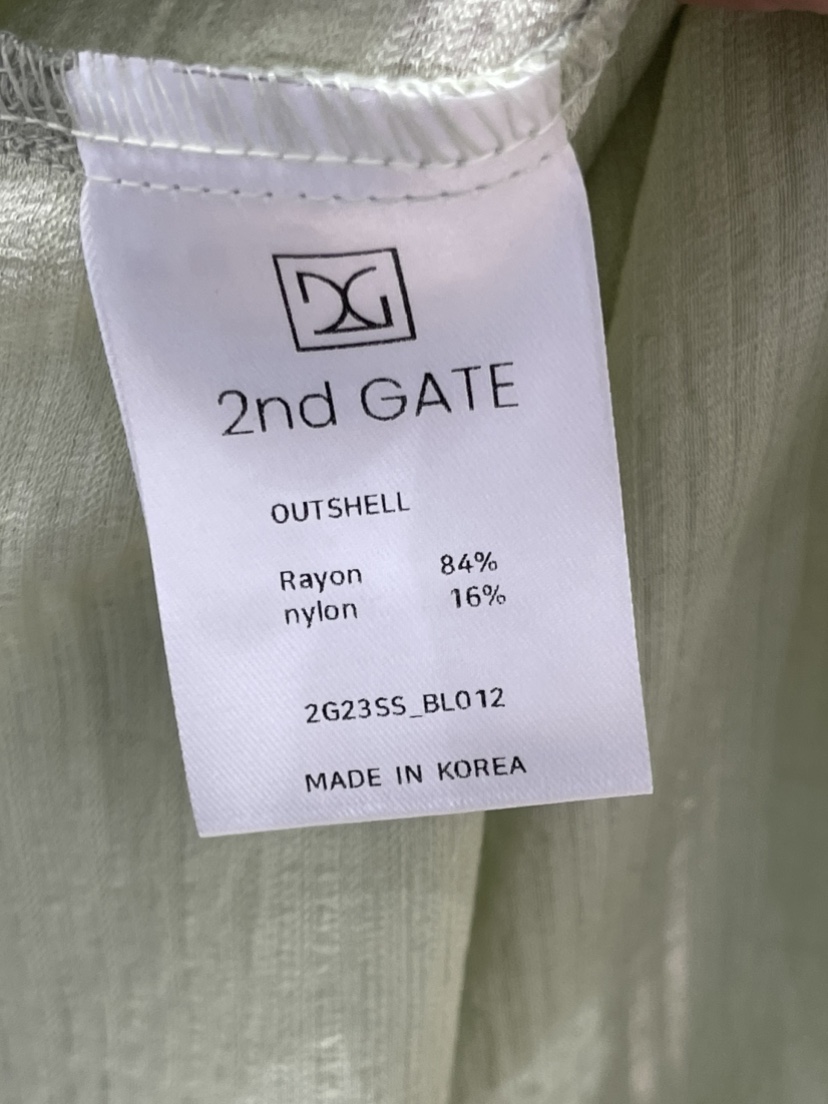 2nd GATE
OUTSHELL
Rayon 84%
nylon 16%
2G23SS_BL012
MADE IN KOREA